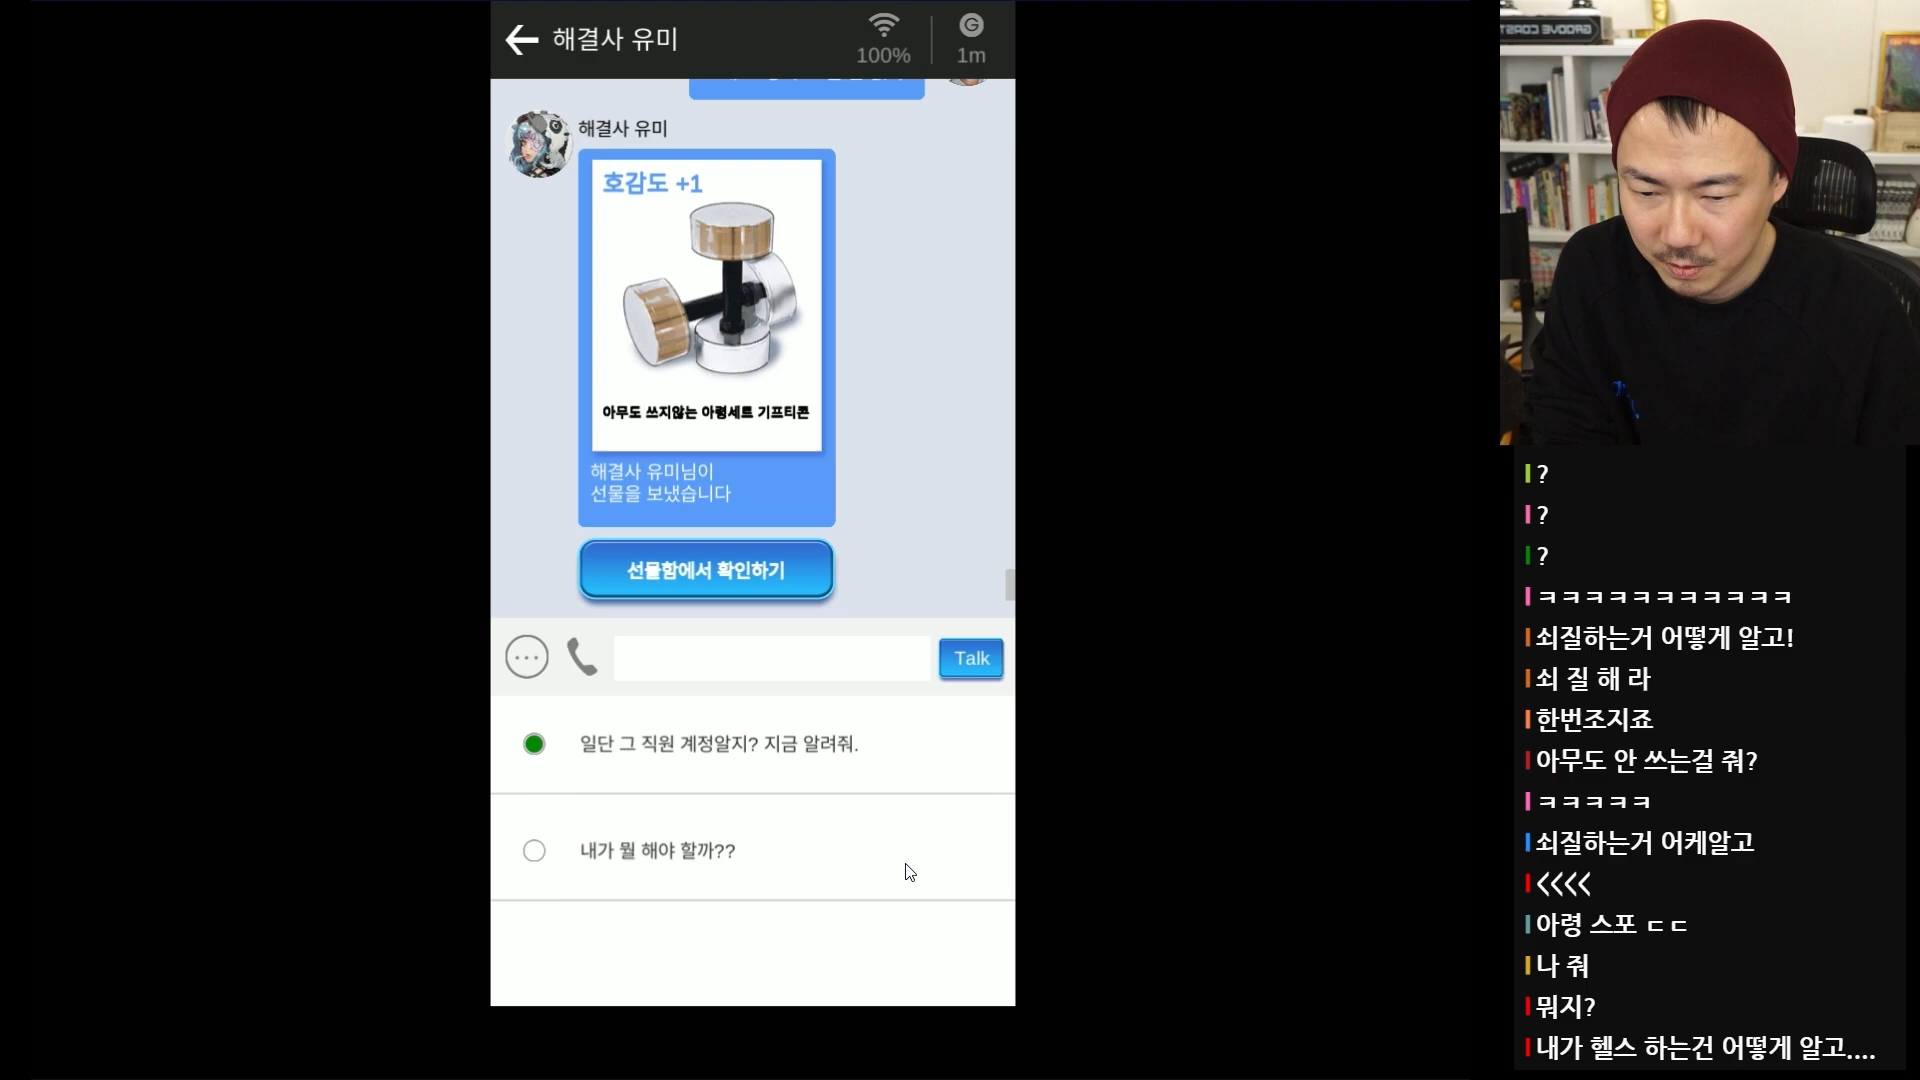 해결사 유미
100%
1m
해결사 유미
호감도 +1
아무도 쓰지않는 아령세트 기프티콘
해결사 유미님이
선물을 보냈습니다
선물함에서 확인하기
Talk
일단 그 직원 계정알지? 지금 알려줘.
내가 뭘 해야 할까??
?
?
?
ㅋㅋㅋㅋㅋㅋㅋㅋㅋㅋㅋ
쇠질하는거 어떻게 알고!
쇠 질 해 라
한번조지죠
아무도 안 쓰는걸 줘?
ㅋㅋㅋㅋㅋ
쇠질하는거 어케알고
<<<<
아령 스포 ㄷㄷ
나 줘
뭐지?
내가 헬스 하는건 어떻게 알고....